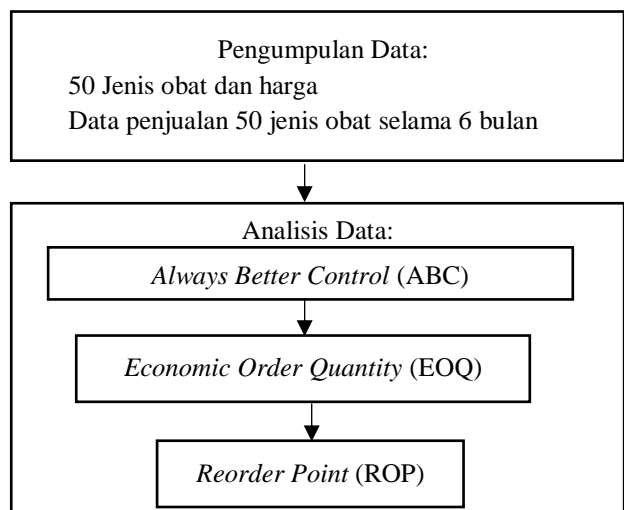 Pengumpulan Data:
50 Jenis obat dan harga
Data penjualan 50 jenis obat selama 6 bulan
Analisis Data:
Always Better Control (ABC)
Economic Order Quantity (EOQ)
Reorder Point (ROP)